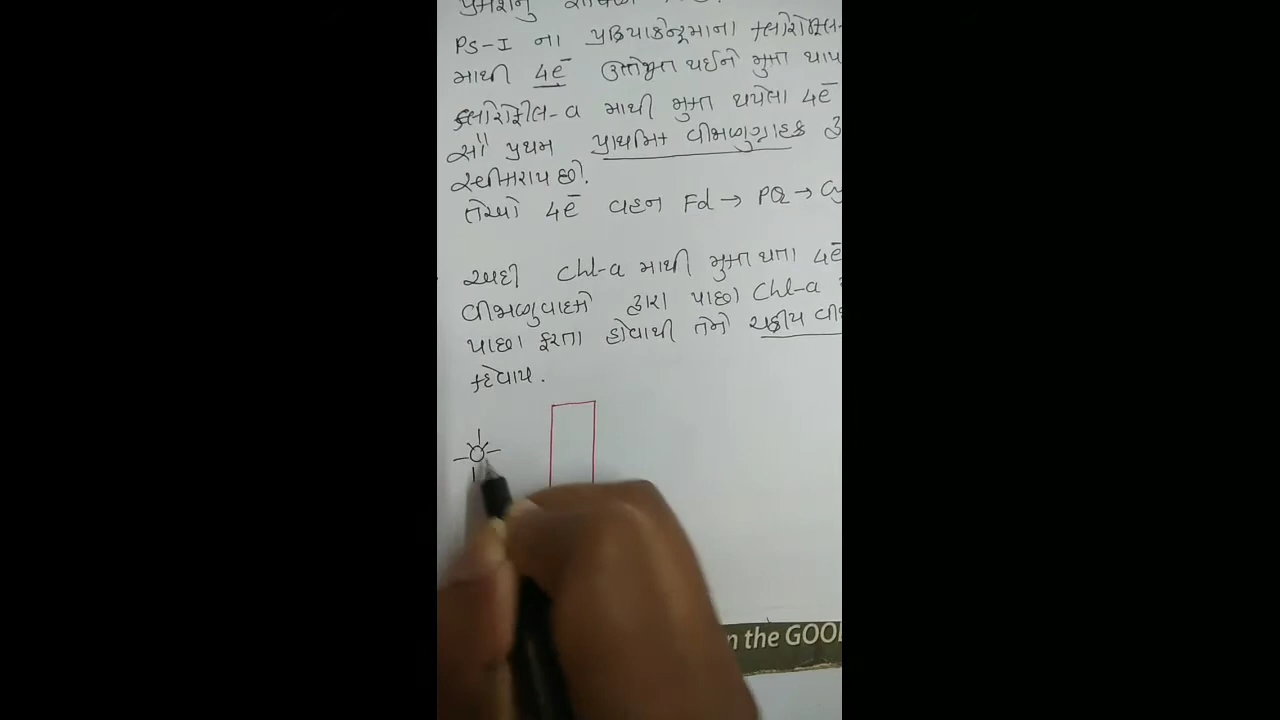 PS-I ના પ્રક્રિયાકેન્દ્રમાના ક્લોરોફિલ-
માથી 4e⁻ ઉત્તેજીત થઈને મુક્ત થાય
ક્લોરોફીલ-a માથી મુક્ત થયેલા 4e⁻
સૌ પ્રથમ પ્રાથમિક વીજાણુગ્રાહક
સ્વીકારાય છે.
તેઓ 4e⁻ વહન Fd → PQ → Cy
અહી Chl-a માથી મુક્ત થતા 4e⁻
વીજાણુવાહકો દ્વારા પાછા Chl-a
પાછા ફરતા હોવાથી તેને ચક્રીય વીજ
કહેવાય.
n the GOO